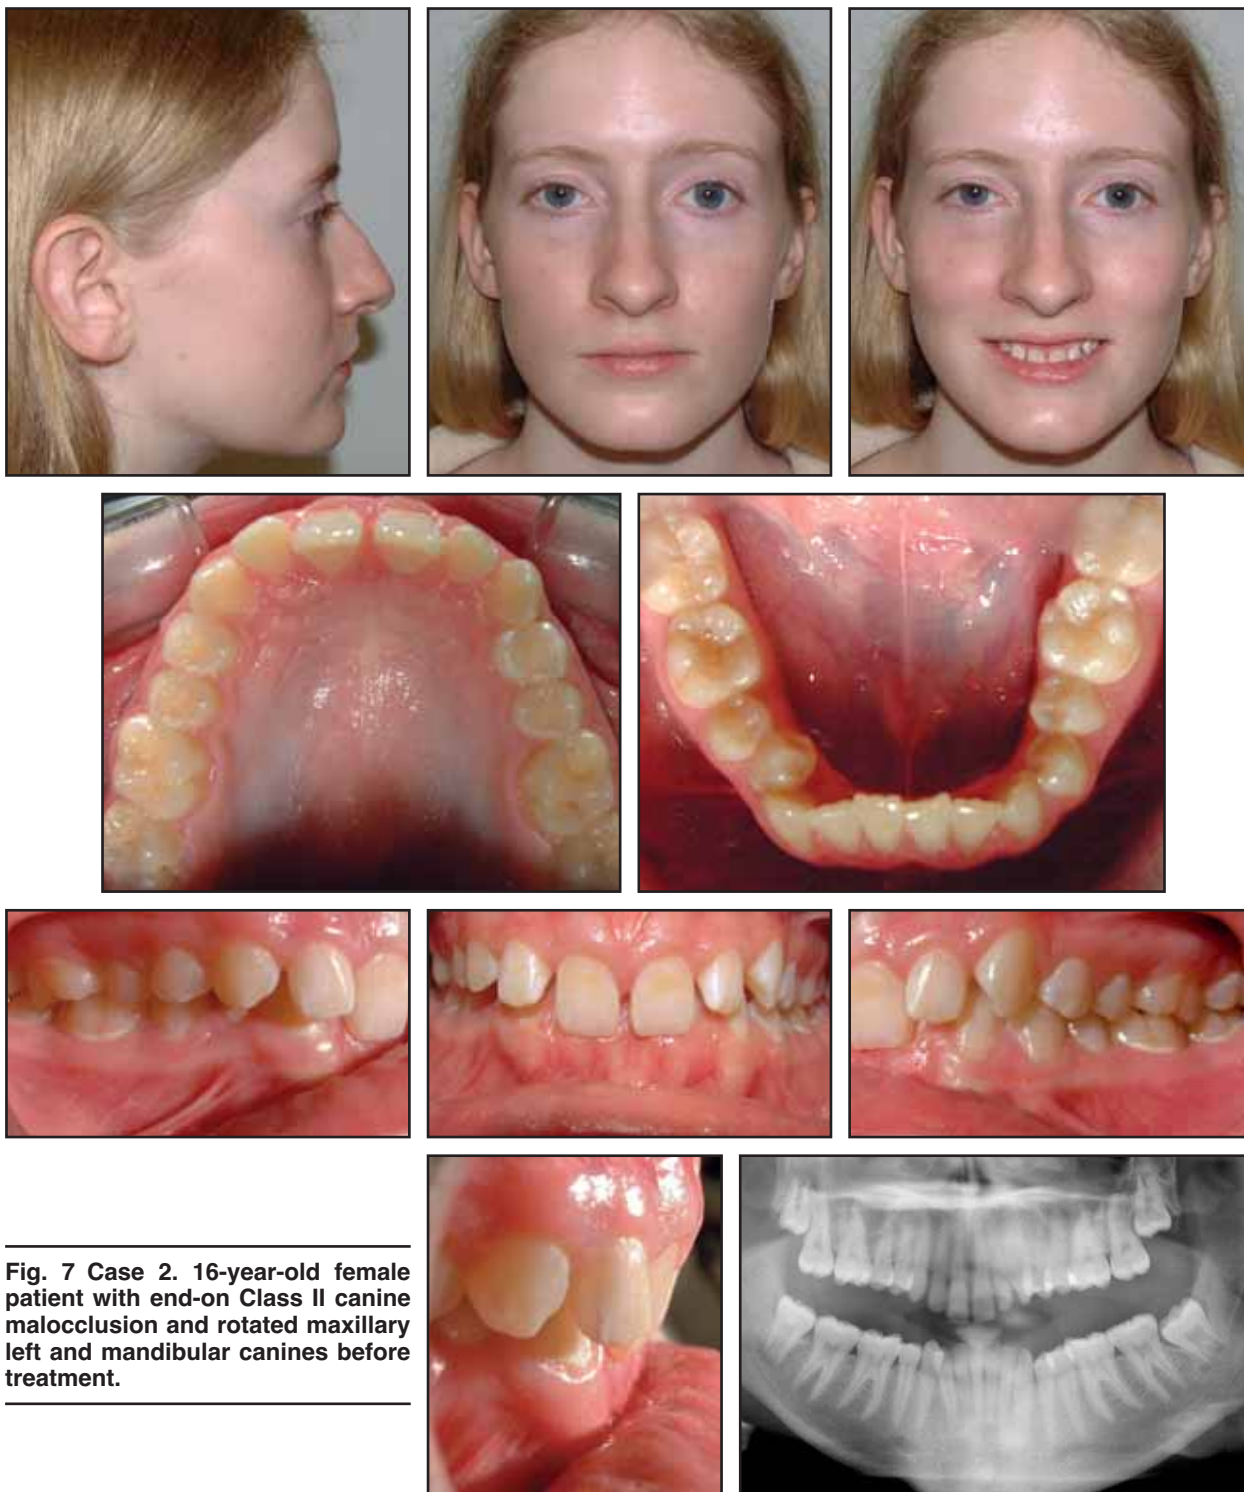 Fig. 7 Case 2. 16-year-old female
patient with end-on Class II canine
malocclusion and rotated maxillary
left and mandibular canines before
treatment.